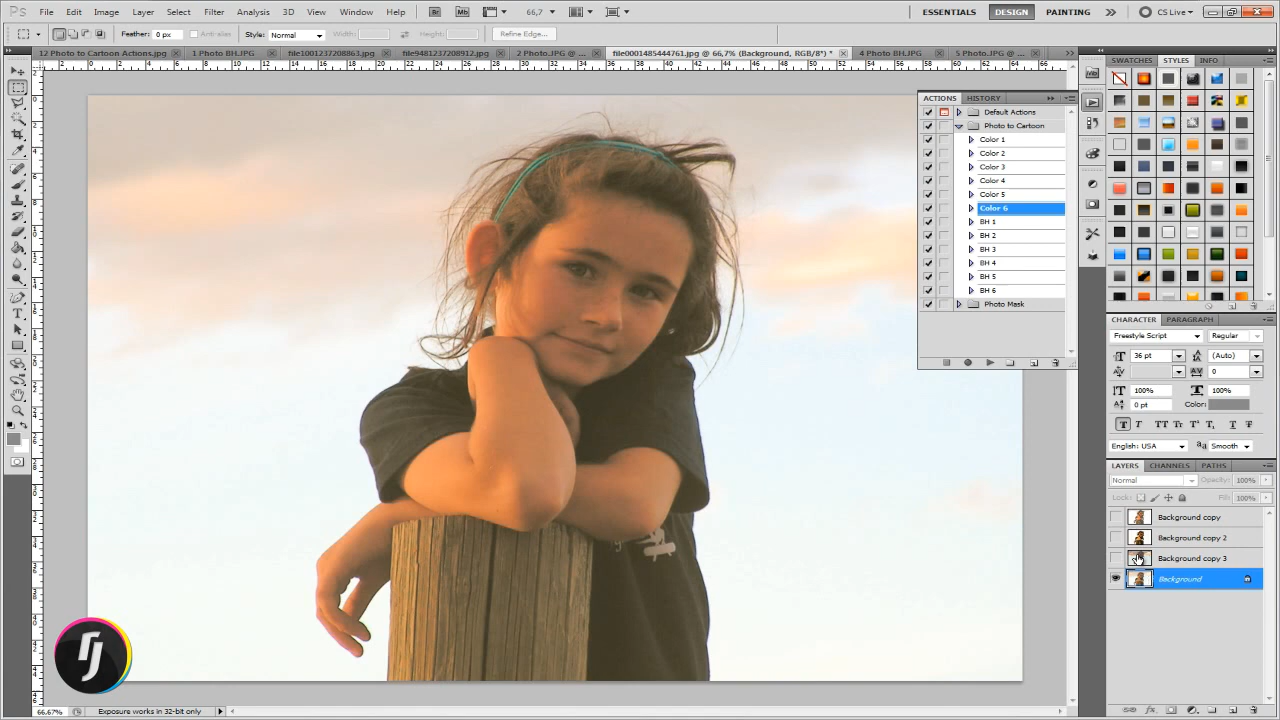 File Edit Image Layer Select Filter Analysis 3D View Window Help Br Mb 66,7 ESSENTIALS DESIGN PAINTING CS Live
Feather: 0 px Anti-alias Style: Normal Width: Height: Refine Edge...
12 Photo to Cartoon Actions.jpg 1 Photo BH.JPG file1001237208863.jpg file9481237208912.jpg 2 Photo.JPG @ ... file0001485444761.jpg @ 66,7% (Background, RGB/8*) * 4 Photo BH.JPG 5 Photo.JPG @ ...
ACTIONS HISTORY
Default Actions
Photo to Cartoon
Color 1
Color 2
Color 3
Color 4
Color 5
Color 6
BH 1
BH 2
BH 3
BH 4
BH 5
BH 6
Photo Mask
SWATCHES STYLES INFO
CHARACTER PARAGRAPH
Freestyle Script Regular
36 pt (Auto)
0
100% 100%
0 pt Color:
English: USA Smooth
LAYERS CHANNELS PATHS
Normal Opacity: 100%
Lock: Fill: 100%
Background copy
Background copy 2
Background copy 3
Background
66.67% Exposure works in 32-bit only